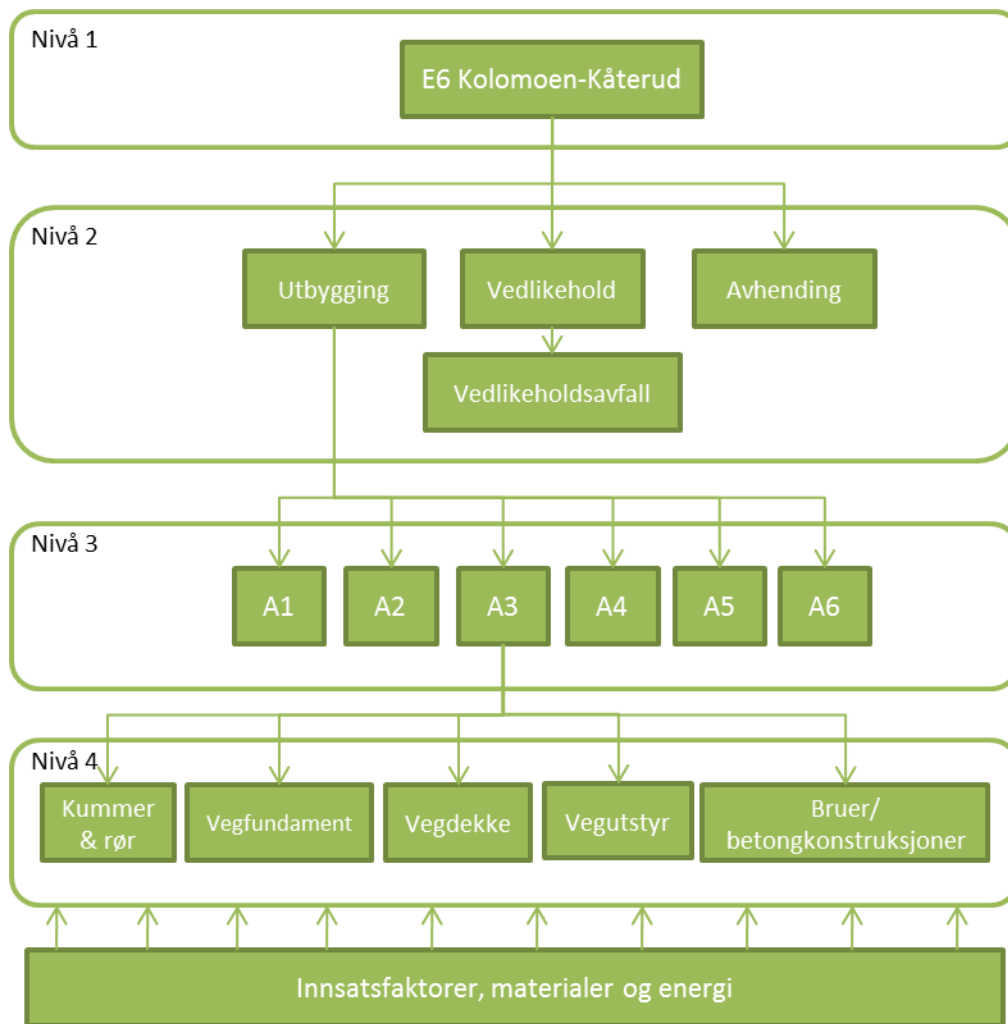 Nivå 1
E6 Kolomoen-Kåterud
Nivå 2
Utbygging
Vedlikehold
Avhending
Vedlikeholdsavfall
Nivå 3
A1
A2
A3
A4
A5
A6
Nivå 4
Kummer
& rør
Vegfundament
Vegdekke
Vegutstyr
Bruer/
betongkonstruksjoner
Innsatsfaktorer, materialer og energi